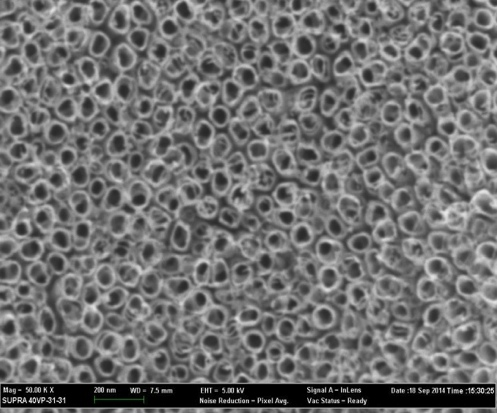 Mag = 50.00 K X 200 nm WD = 7.5 mm EHT = 5.00 kV Signal A = InLens Date :18 Sep 2014 Time :15:30:25
SUPRA 40VP-31-31 Noise Reduction = Pixel Avg. Vac Status = Ready